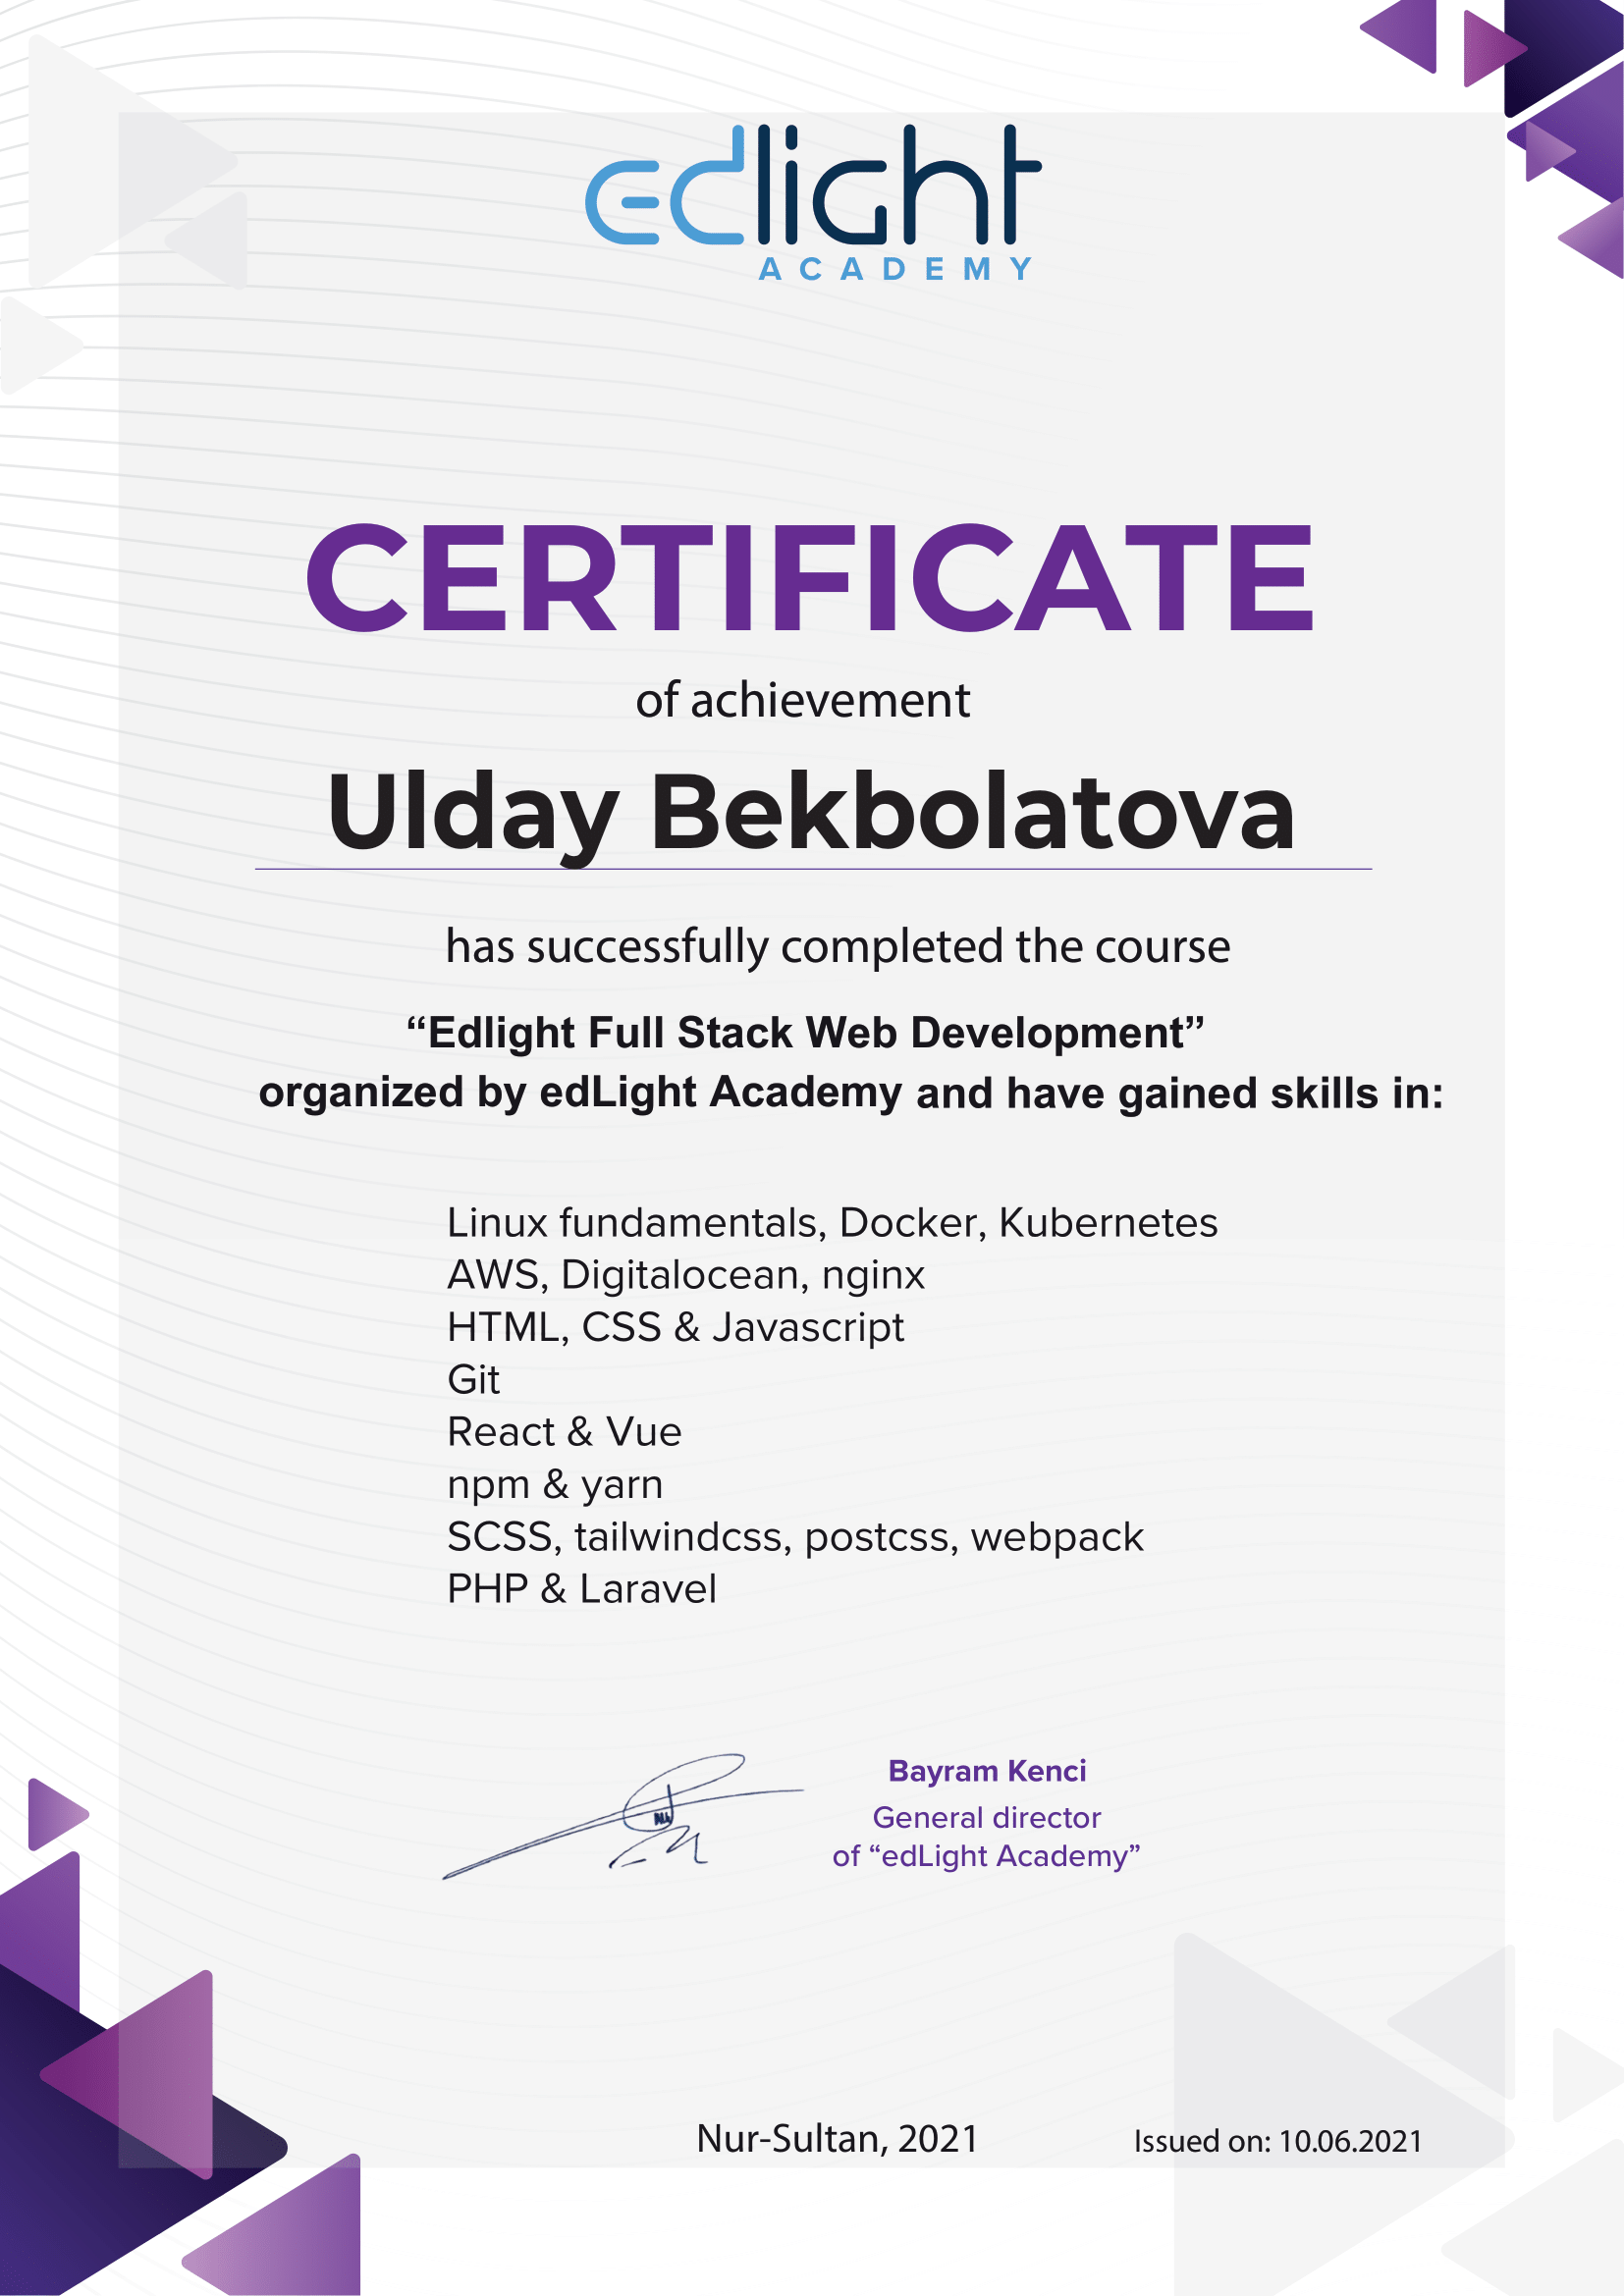 edlight
ACADEMY
CERTIFICATE
of achievement
Ulday Bekbolatova
has successfully completed the course
“Edlight Full Stack Web Development”
organized by edLight Academy and have gained skills in:
Linux fundamentals, Docker, Kubernetes
AWS, Digitalocean, nginx
HTML, CSS & Javascript
Git
React & Vue
npm & yarn
SCSS, tailwindcss, postcss, webpack
PHP & Laravel
Bayram Kenci
General director
of “edLight Academy”
Nur-Sultan, 2021
Issued on: 10.06.2021